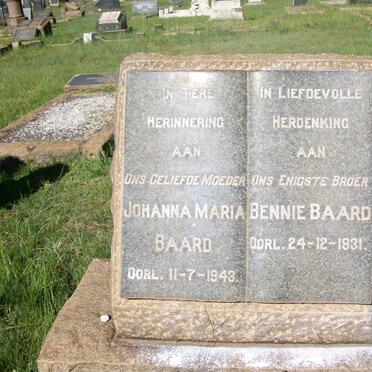 IN TERE
HERINNERING
AAN
ONS GELIEFDE MOEDER
JOHANNA MARIA
BAARD
OORL. 11-7-1943.
IN LIEFDEVOLLE
HERDENKING
AAN
ONS ENIGSTE BROER
BENNIE BAARD
OORL. 24-12-1931.